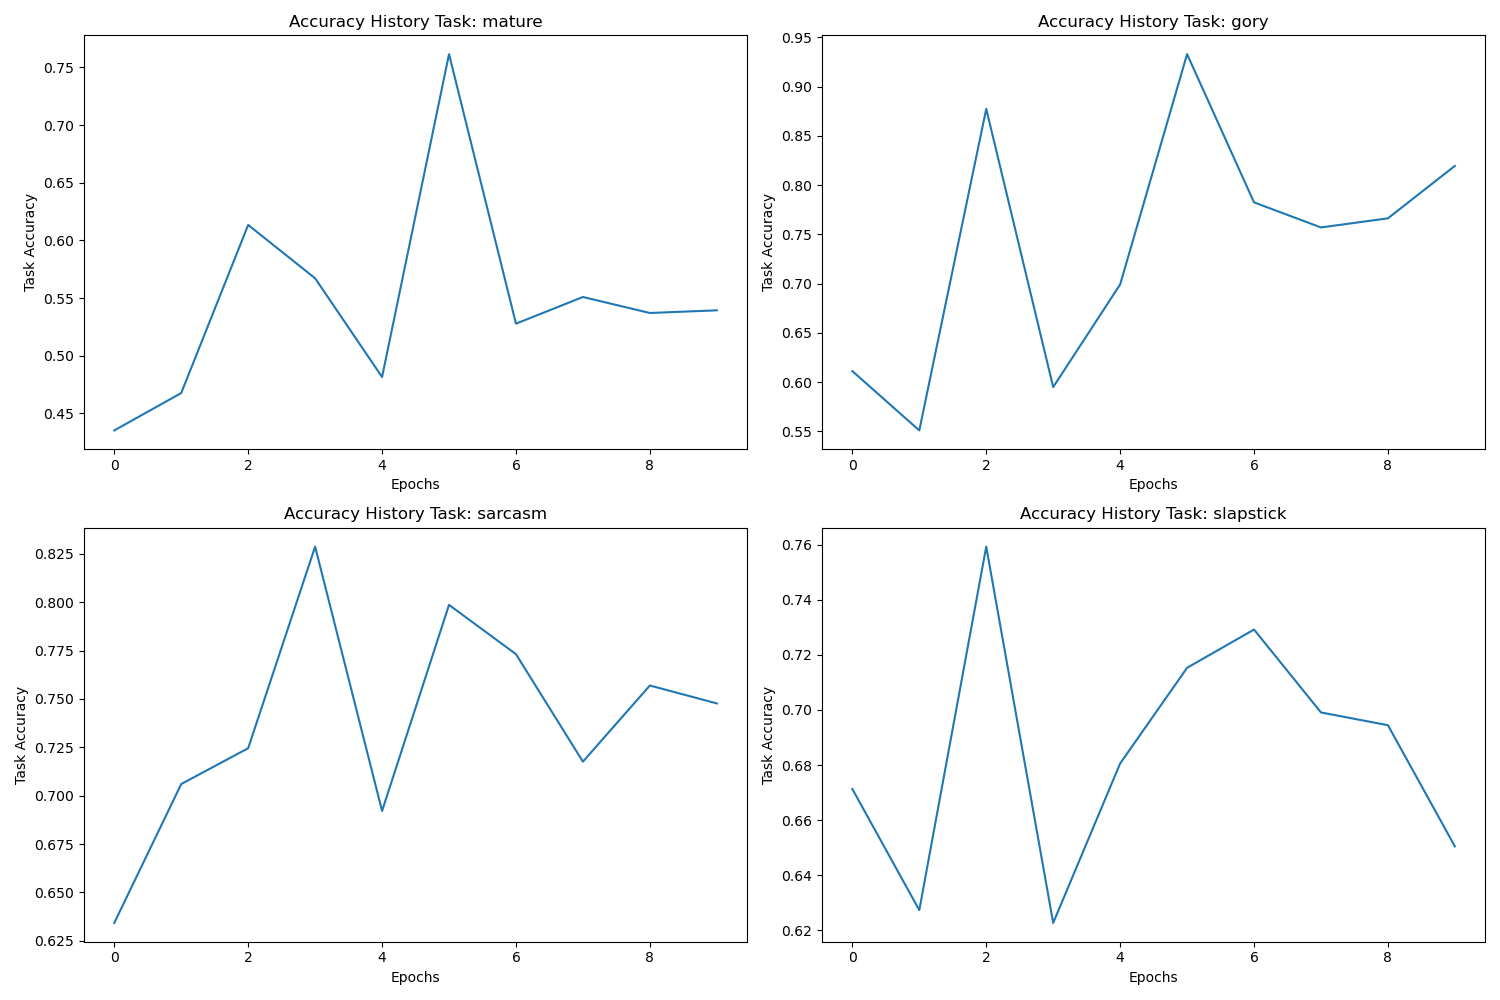 Accuracy History Task: mature
Task Accuracy
0.75
0.70
0.65
0.60
0.55
0.50
0.45
0 2 4 6 8
Epochs
Accuracy History Task: gory
Task Accuracy
0.95
0.90
0.85
0.80
0.75
0.70
0.65
0.60
0.55
0 2 4 6 8
Epochs
Accuracy History Task: sarcasm
Task Accuracy
0.825
0.800
0.775
0.750
0.725
0.700
0.675
0.650
0.625
0 2 4 6 8
Epochs
Accuracy History Task: slapstick
Task Accuracy
0.76
0.74
0.72
0.70
0.68
0.66
0.64
0.62
0 2 4 6 8
Epochs